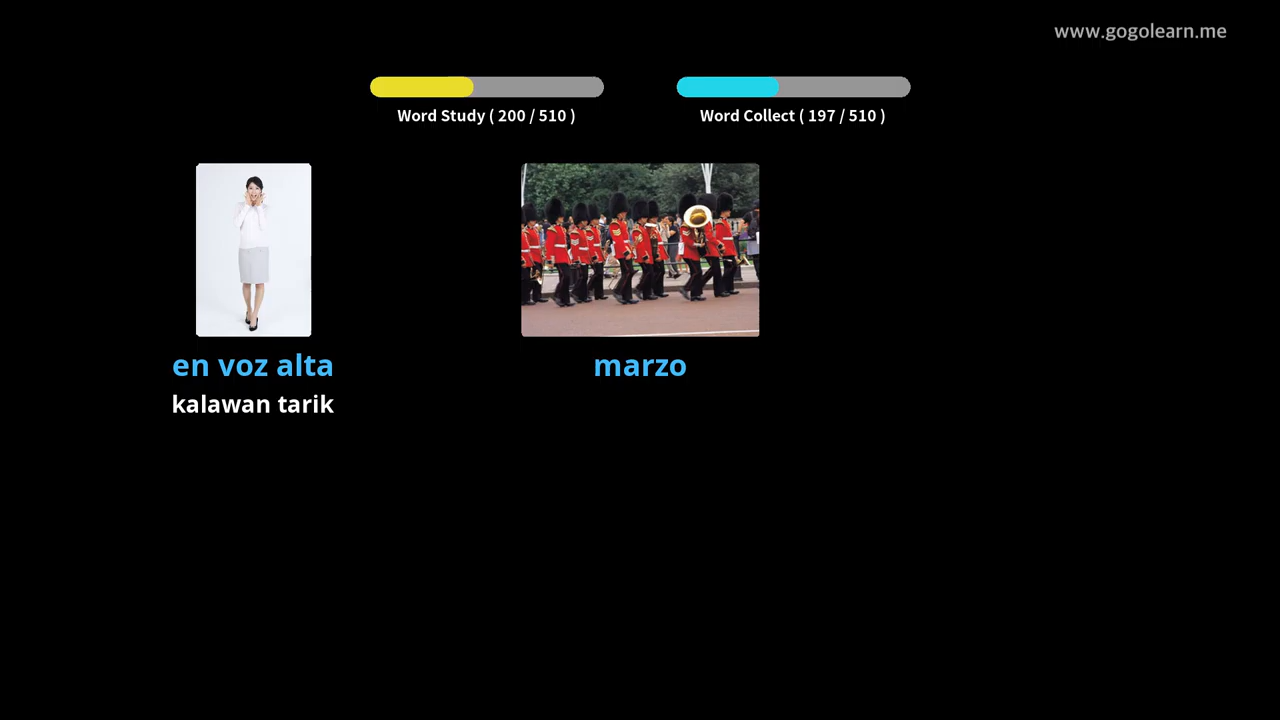 www.gogolearn.me
Word Study ( 200 / 510 )
Word Collect ( 197 / 510 )
en voz alta
kalawan tarik
marzo